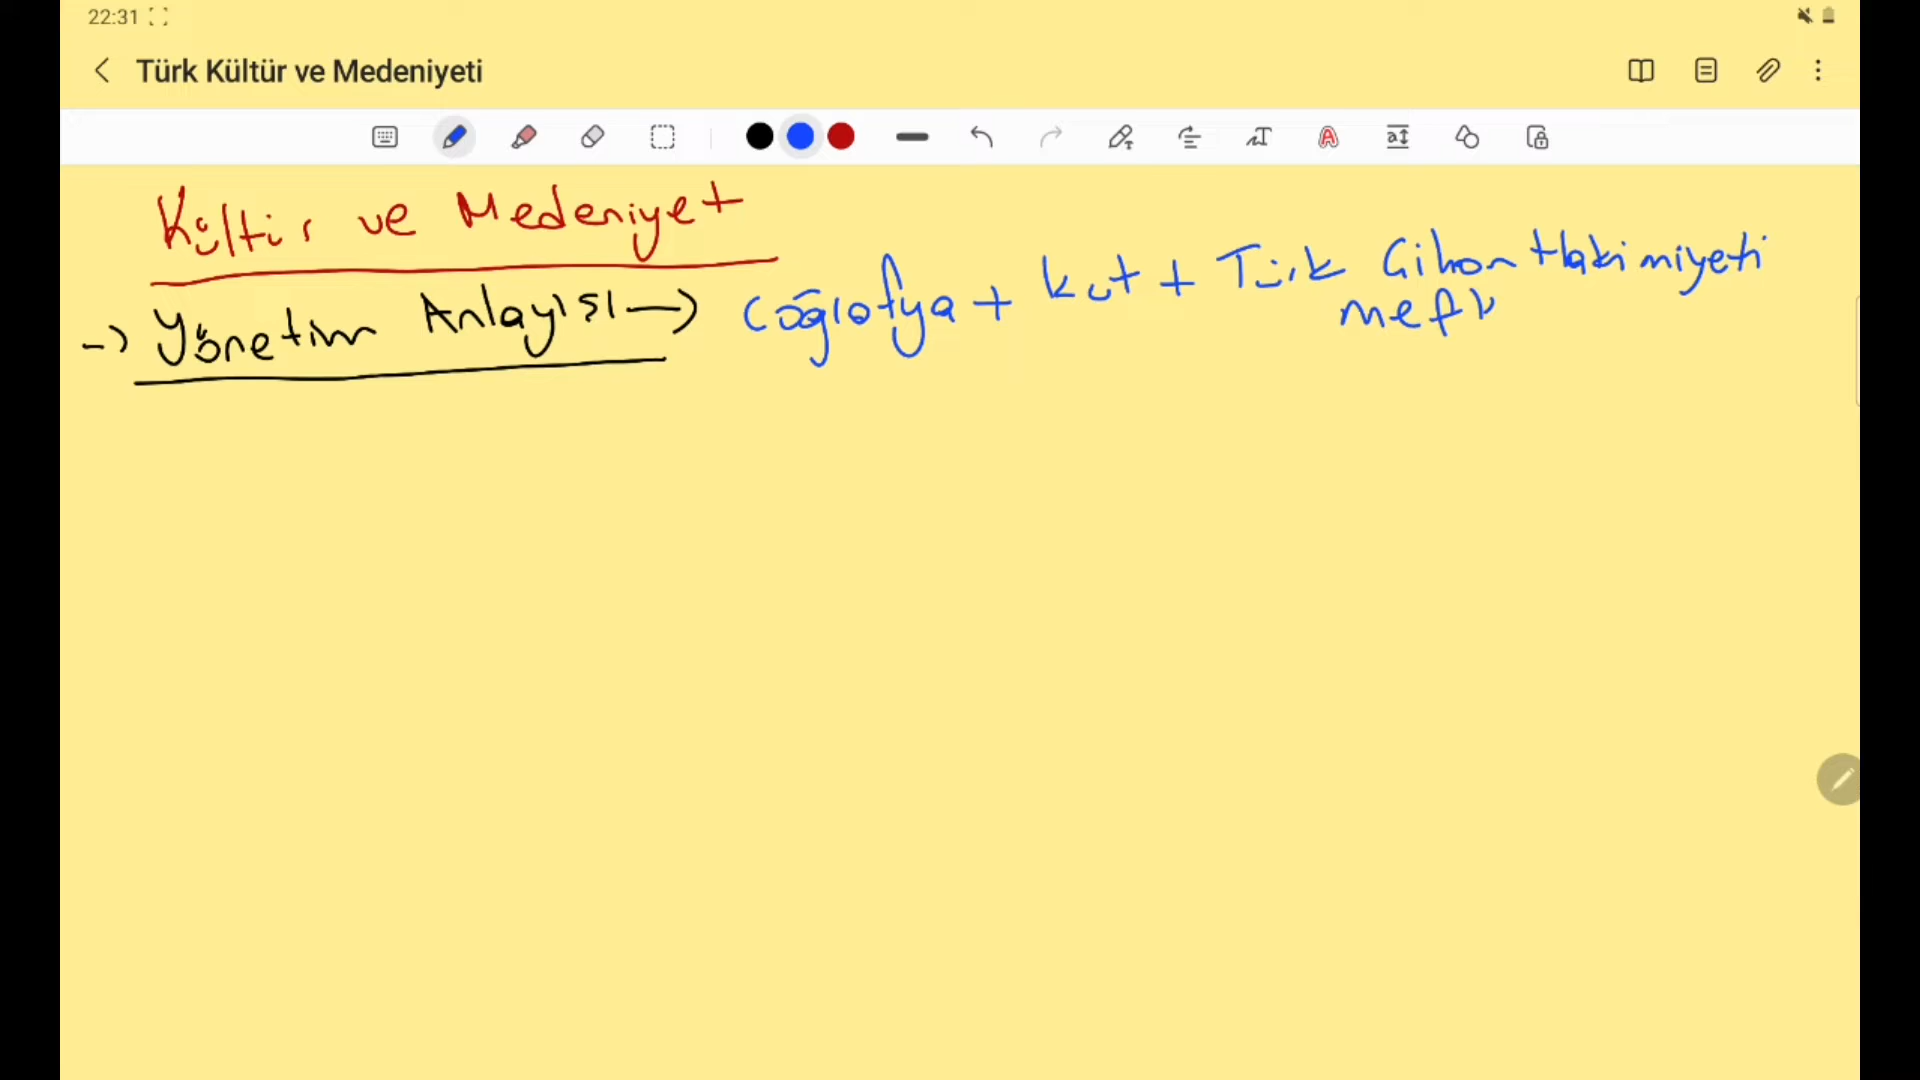 22:31
Türk Kültür ve Medeniyeti
Kültür ve Medeniyet
-> Yönetim Anlayışı -> Coğrafya + Kut + Türk Cihan Hakimiyeti
mefk